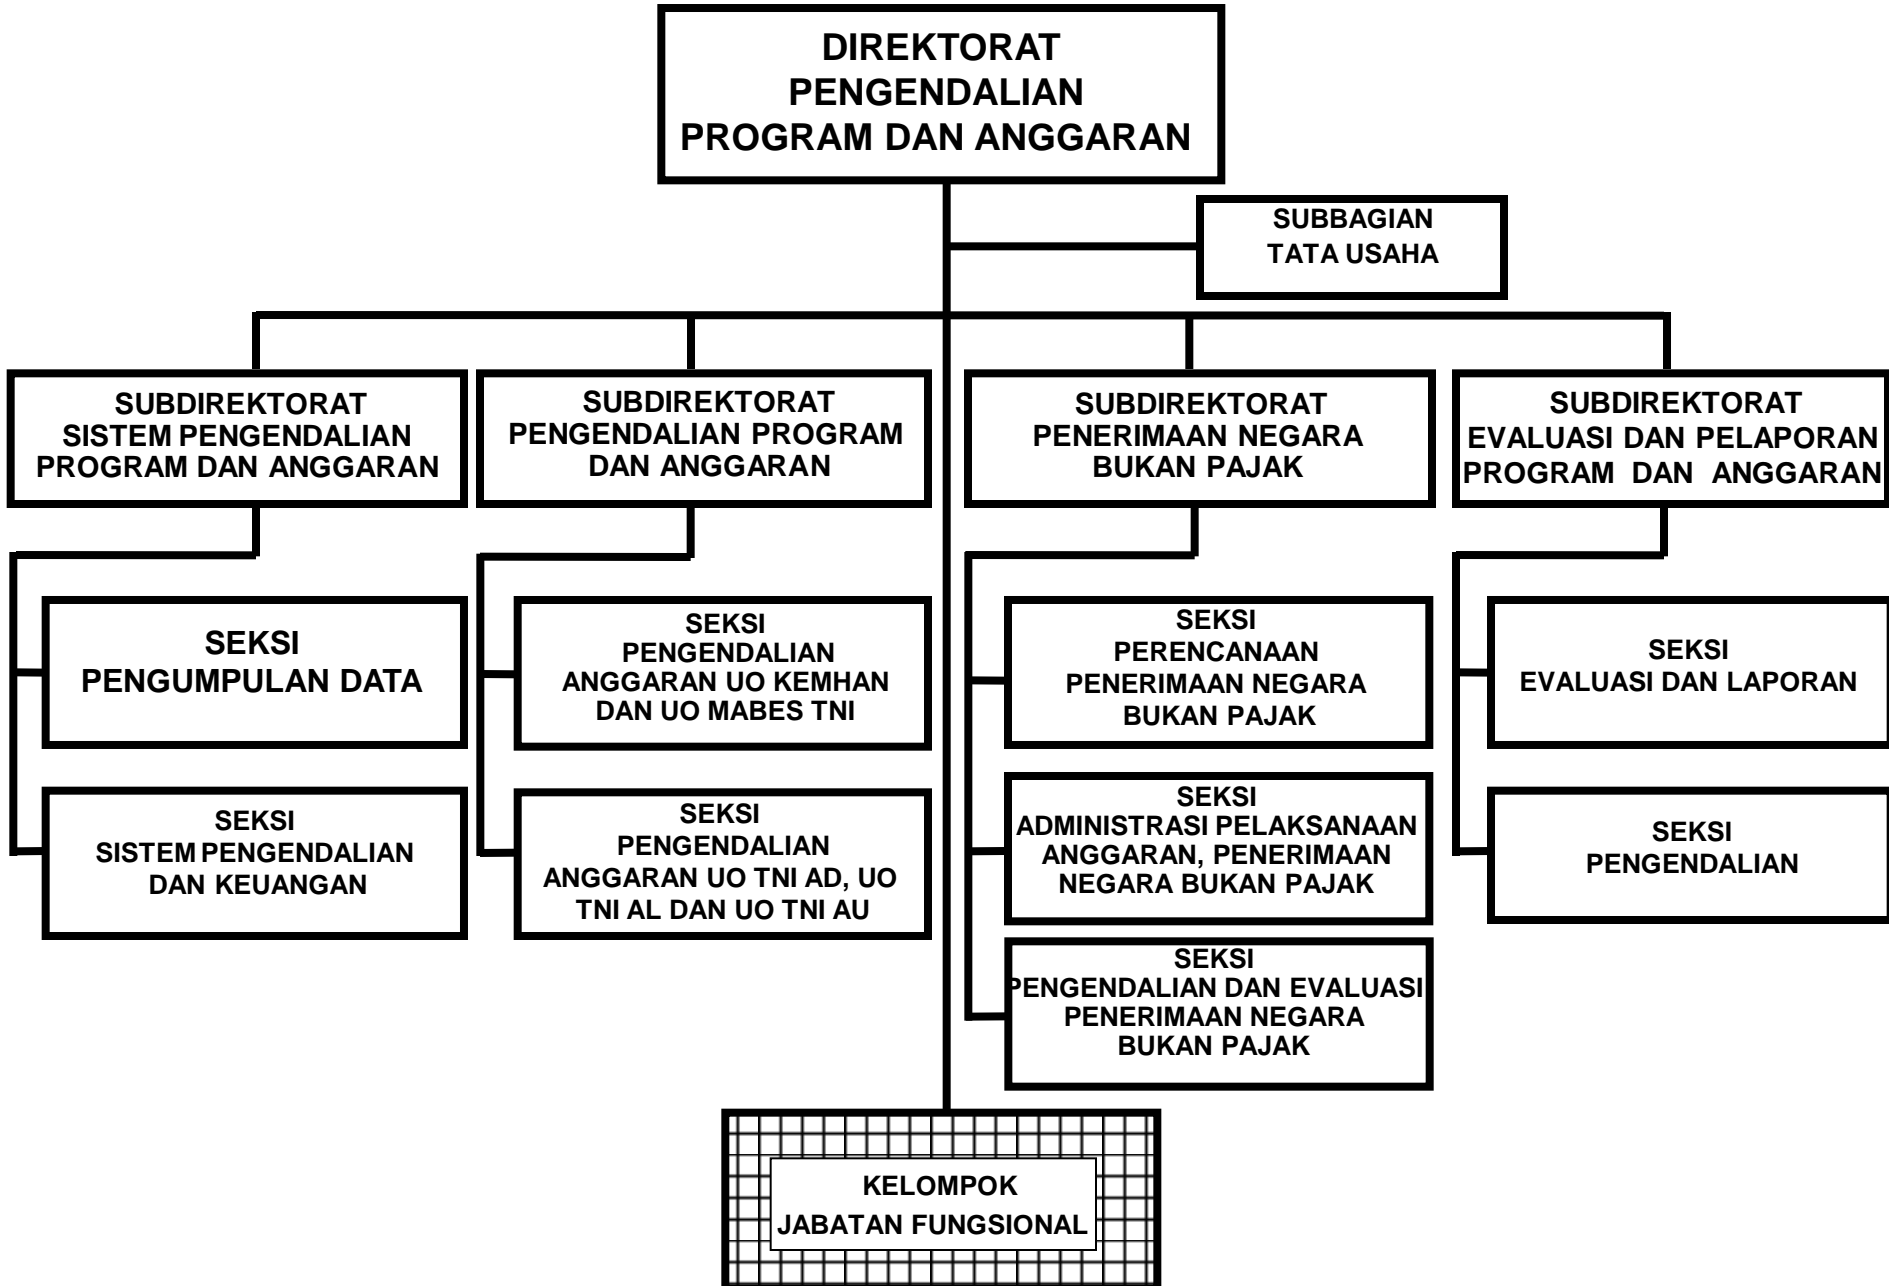 DIREKTORAT
PENGENDALIAN
PROGRAM DAN ANGGARAN
SUBBAGIAN
TATA USAHA
SUBDIREKTORAT
SISTEM PENGENDALIAN
PROGRAM DAN ANGGARAN
SUBDIREKTORAT
PENGENDALIAN PROGRAM
DAN ANGGARAN
SUBDIREKTORAT
PENERIMAAN NEGARA
BUKAN PAJAK
SUBDIREKTORAT
EVALUASI DAN PELAPORAN
PROGRAM DAN ANGGARAN
SEKSI
PENGUMPULAN DATA
SEKSI
PENGENDALIAN
ANGGARAN UO KEMHAN
DAN UO MABES TNI
SEKSI
PERENCANAAN
PENERIMAAN NEGARA
BUKAN PAJAK
SEKSI
EVALUASI DAN LAPORAN
SEKSI
SISTEM PENGENDALIAN
DAN KEUANGAN
SEKSI
PENGENDALIAN
ANGGARAN UO TNI AD, UO
TNI AL DAN UO TNI AU
SEKSI
ADMINISTRASI PELAKSANAAN
ANGGARAN, PENERIMAAN
NEGARA BUKAN PAJAK
SEKSI
PENGENDALIAN
SEKSI
PENGENDALIAN DAN EVALUASI
PENERIMAAN NEGARA
BUKAN PAJAK
KELOMPOK
JABATAN FUNGSIONAL